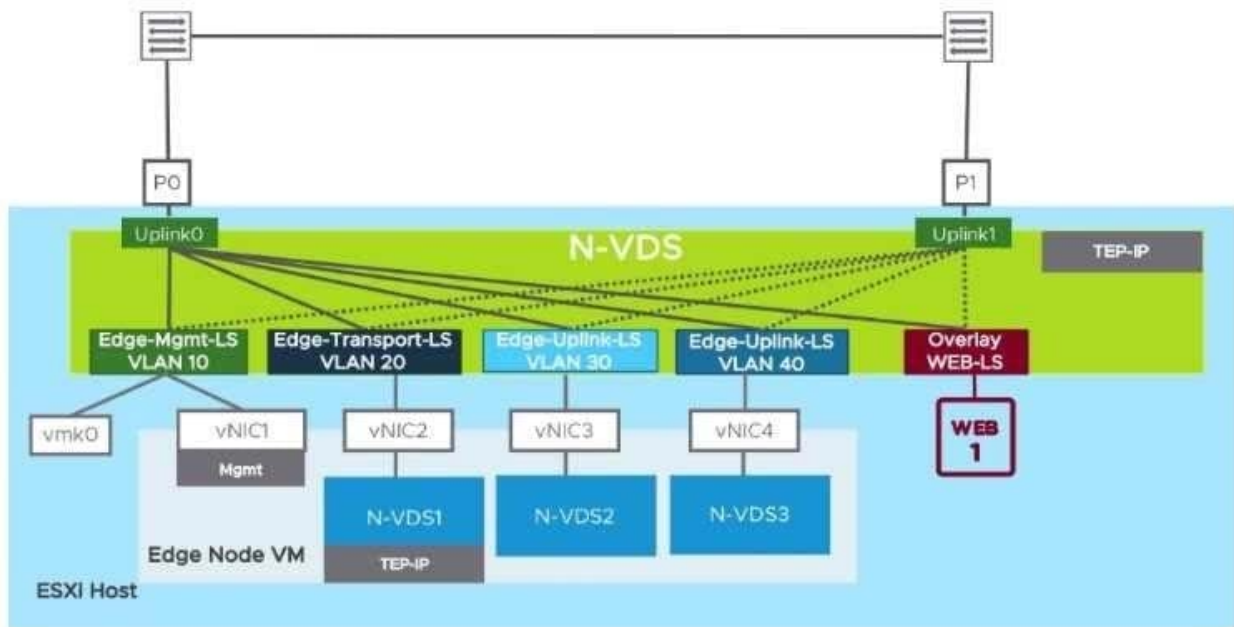 P0
P1
Uplink0
N-VDS
Uplink1
TEP-IP
Edge-Mgmt-LS
VLAN 10
Edge-Transport-LS
VLAN 20
Edge-Uplink-LS
VLAN 30
Edge-Uplink-LS
VLAN 40
Overlay
WEB-LS
vmk0
vNIC1
Mgmt
vNIC2
vNIC3
vNIC4
WEB
1
N-VDS1
TEP-IP
N-VDS2
N-VDS3
Edge Node VM
ESXI Host